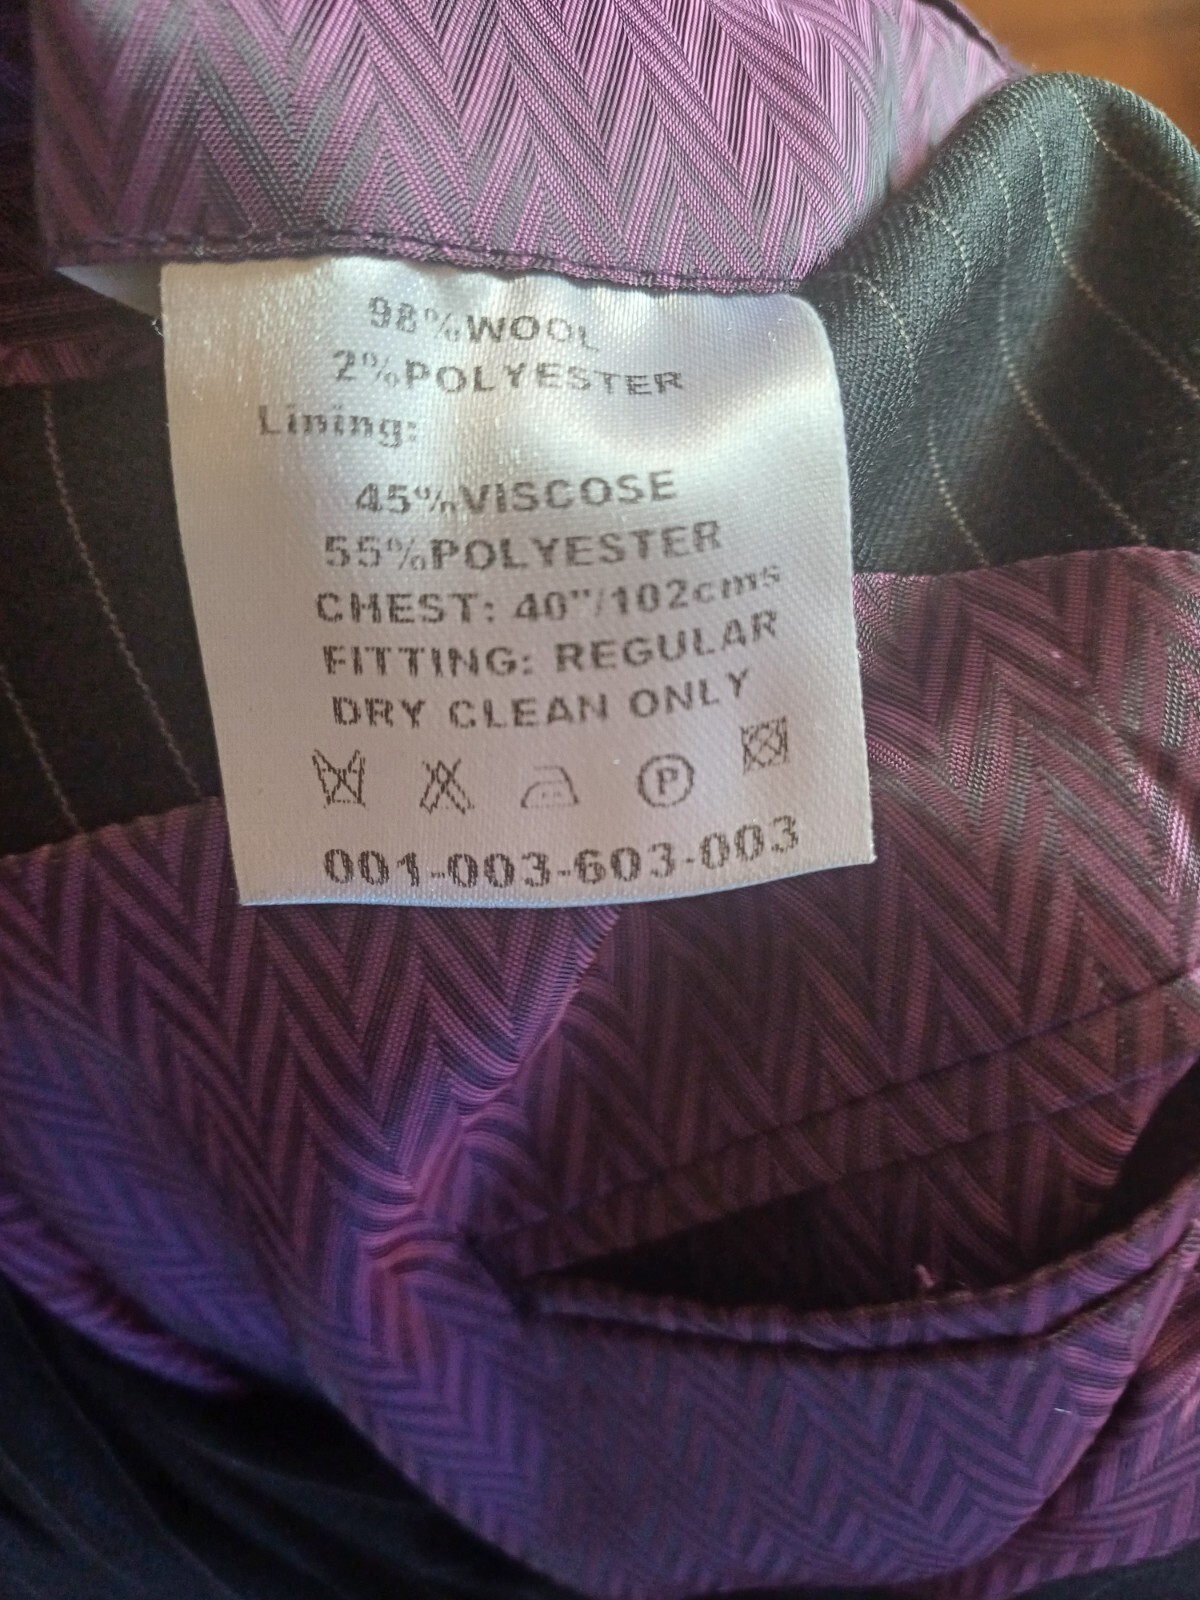 98%WOOL
2%POLYESTER
Lining:
45%VISCOSE
55%POLYESTER
CHEST: 40"/102cms
FITTING: REGULAR
DRY CLEAN ONLY
P
001-003-603-003